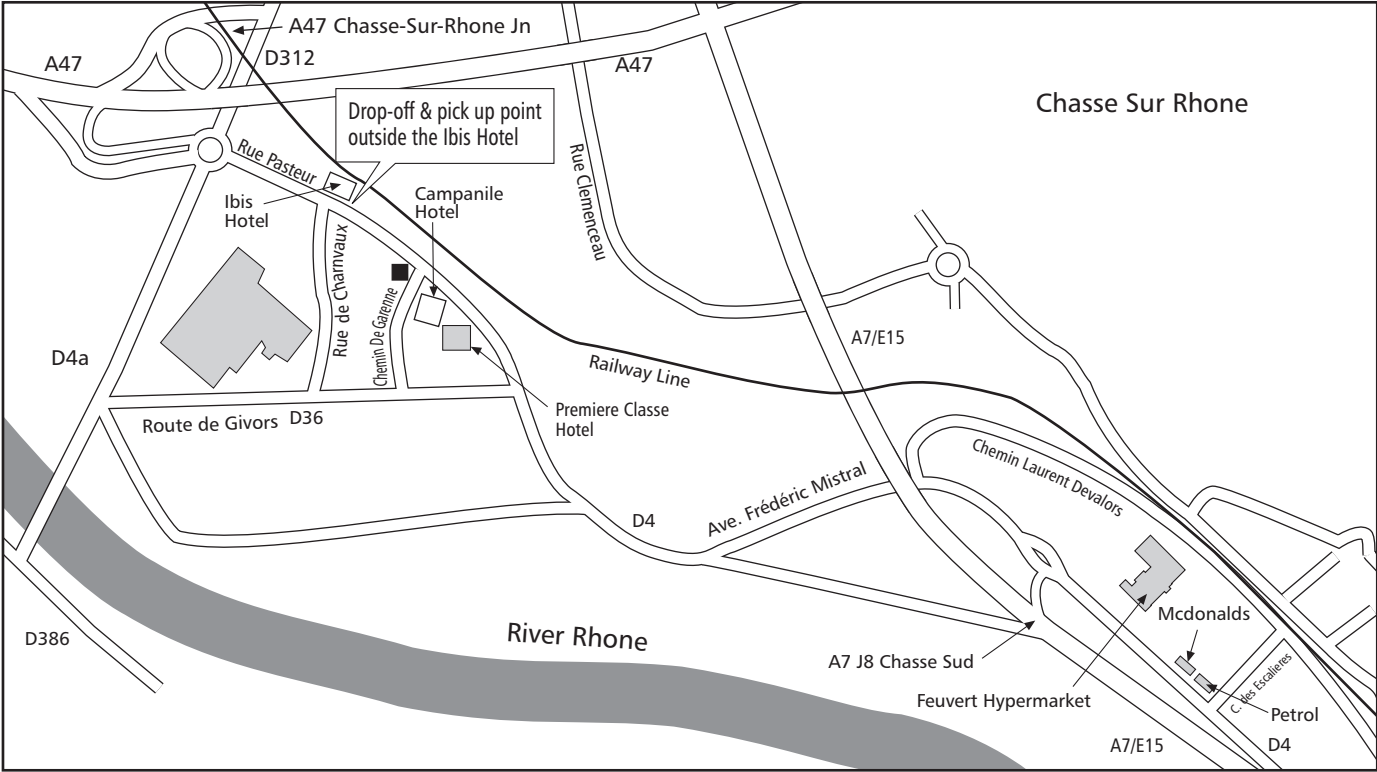 A47 Chasse-Sur-Rhone Jn
A47
D312
A47
Chasse Sur Rhone
Drop-off & pick up point
outside the Ibis Hotel
Rue Pasteur
Rue Clemenceau
Ibis
Hotel
Campanile
Hotel
Rue de Charnvaux
Chemin De Garenne
D4a
A7/E15
Railway Line
Premiere Classe
Hotel
Route de Givors D36
Chemin Laurent Devalors
Ave. Frédéric Mistral
D4
Mcdonalds
River Rhone
D386
A7 J8 Chasse Sud
C. des Escalieres
Feuvert Hypermarket
Petrol
A7/E15
D4